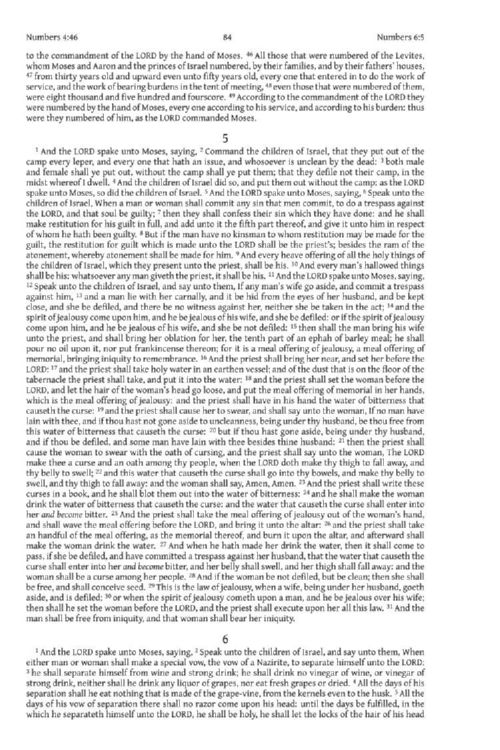 Numbers 4:46 84 Numbers 6:5
to the commandment of the LORD by the hand of Moses. 46 All those that were numbered of the Levites,
whom Moses and Aaron and the princes of Israel numbered, by their families, and by their fathers' houses,
47 from thirty years old and upward even unto fifty years old, every one that entered in to do the work of
service, and the work of bearing burdens in the tent of meeting, 48 even those that were numbered of them,
were eight thousand and five hundred and fourscore. 49 According to the commandment of the LORD they
were numbered by the hand of Moses, every one according to his service, and according to his burden: thus
were they numbered of him, as the LORD commanded Moses.
5
1 And the LORD spake unto Moses, saying, 2 Command the children of Israel, that they put out of the
camp every leper, and every one that hath an issue, and whosoever is unclean by the dead: 3 both male
and female shall ye put out, without the camp shall ye put them; that they defile not their camp, in the
midst whereof I dwell. 4 And the children of Israel did so, and put them out without the camp: as the LORD
spake unto Moses, so did the children of Israel. 5 And the LORD spake unto Moses, saying, 6 Speak unto the
children of Israel, When a man or woman shall commit any sin that men commit, to do a trespass against
the LORD, and that soul be guilty; 7 then they shall confess their sin which they have done: and he shall
make restitution for his guilt in full, and add unto it the fifth part thereof, and give it unto him in respect
of whom he hath been guilty. 8 But if the man have no kinsman to whom restitution may be made for the
guilt, the restitution for guilt which is made unto the LORD shall be the priest's; besides the ram of the
atonement, whereby atonement shall be made for him. 9 And every heave offering of all the holy things of
the children of Israel, which they present unto the priest, shall be his. 10 And every man's hallowed things
shall be his: whatsoever any man giveth the priest, it shall be his. 11 And the LORD spake unto Moses, saying,
12 Speak unto the children of Israel, and say unto them, If any man's wife go aside, and commit a trespass
against him, 13 and a man lie with her carnally, and it be hid from the eyes of her husband, and be kept
close, and she be defiled, and there be no witness against her, neither she be taken in the act; 14 and the
spirit of jealousy come upon him, and he be jealous of his wife, and she be defiled: or if the spirit of jealousy
come upon him, and he be jealous of his wife, and she be not defiled: 15 then shall the man bring his wife
unto the priest, and shall bring her oblation for her, the tenth part of an ephah of barley meal; he shall
pour no oil upon it, nor put frankincense thereon; for it is a meal offering of jealousy, a meal offering of
memorial, bringing iniquity to remembrance. 16 And the priest shall bring her near, and set her before the
LORD: 17 and the priest shall take holy water in an earthen vessel; and of the dust that is on the floor of the
tabernacle the priest shall take, and put it into the water: 18 and the priest shall set the woman before the
LORD, and let the hair of the woman's head go loose, and put the meal offering of memorial in her hands,
which is the meal offering of jealousy: and the priest shall have in his hand the water of bitterness that
causeth the curse: 19 and the priest shall cause her to swear, and shall say unto the woman, If no man have
lain with thee, and if thou hast not gone aside to uncleanness, being under thy husband, be thou free from
this water of bitterness that causeth the curse: 20 but if thou hast gone aside, being under thy husband,
and if thou be defiled, and some man have lain with thee besides thine husband: 21 then the priest shall
cause the woman to swear with the oath of cursing, and the priest shall say unto the woman, The LORD
make thee a curse and an oath among thy people, when the LORD doth make thy thigh to fall away, and
thy belly to swell; 22 and this water that causeth the curse shall go into thy bowels, and make thy belly to
swell, and thy thigh to fall away: and the woman shall say, Amen, Amen. 23 And the priest shall write these
curses in a book, and he shall blot them out into the water of bitterness: 24 and he shall make the woman
drink the water of bitterness that causeth the curse: and the water that causeth the curse shall enter into
her and become bitter. 25 And the priest shall take the meal offering of jealousy out of the woman's hand,
and shall wave the meal offering before the LORD, and bring it unto the altar: 26 and the priest shall take
an handful of the meal offering, as the memorial thereof, and burn it upon the altar, and afterward shall
make the woman drink the water. 27 And when he hath made her drink the water, then it shall come to
pass, if she be defiled, and have committed a trespass against her husband, that the water that causeth the
curse shall enter into her and become bitter, and her belly shall swell, and her thigh shall fall away: and the
woman shall be a curse among her people. 28 And if the woman be not defiled, but be clean; then she shall
be free, and shall conceive seed. 29 This is the law of jealousy, when a wife, being under her husband, goeth
aside, and is defiled; 30 or when the spirit of jealousy cometh upon a man, and he be jealous over his wife;
then shall he set the woman before the LORD, and the priest shall execute upon her all this law. 31 And the
man shall be free from iniquity, and that woman shall bear her iniquity.
6
1 And the LORD spake unto Moses, saying, 2 Speak unto the children of Israel, and say unto them, When
either man or woman shall make a special vow, the vow of a Nazirite, to separate himself unto the LORD:
3 he shall separate himself from wine and strong drink; he shall drink no vinegar of wine, or vinegar of
strong drink, neither shall he drink any liquor of grapes, nor eat fresh grapes or dried. 4 All the days of his
separation shall he eat nothing that is made of the grape-vine, from the kernels even to the husk. 5 All the
days of his vow of separation there shall no razor come upon his head: until the days be fulfilled, in the
which he separateth himself unto the LORD, he shall be holy, he shall let the locks of the hair of his head